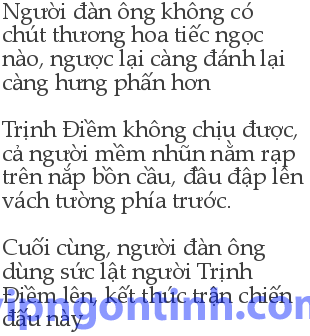 Người đàn ông không có
chút thương hoa tiếc ngọc
nào, ngược lại càng đánh lại
càng hưng phấn hơn
Trịnh Điềm không chịu được,
cả người mềm nhũn nằm rạp
trên nắp bồn cầu, đầu đập lên
vách tường phía trước.
Cuối cùng, người đàn ông
dùng sức lật người Trịnh
Điềm lên, kết thúc trận chiến
đấu này
vipngontinh.com